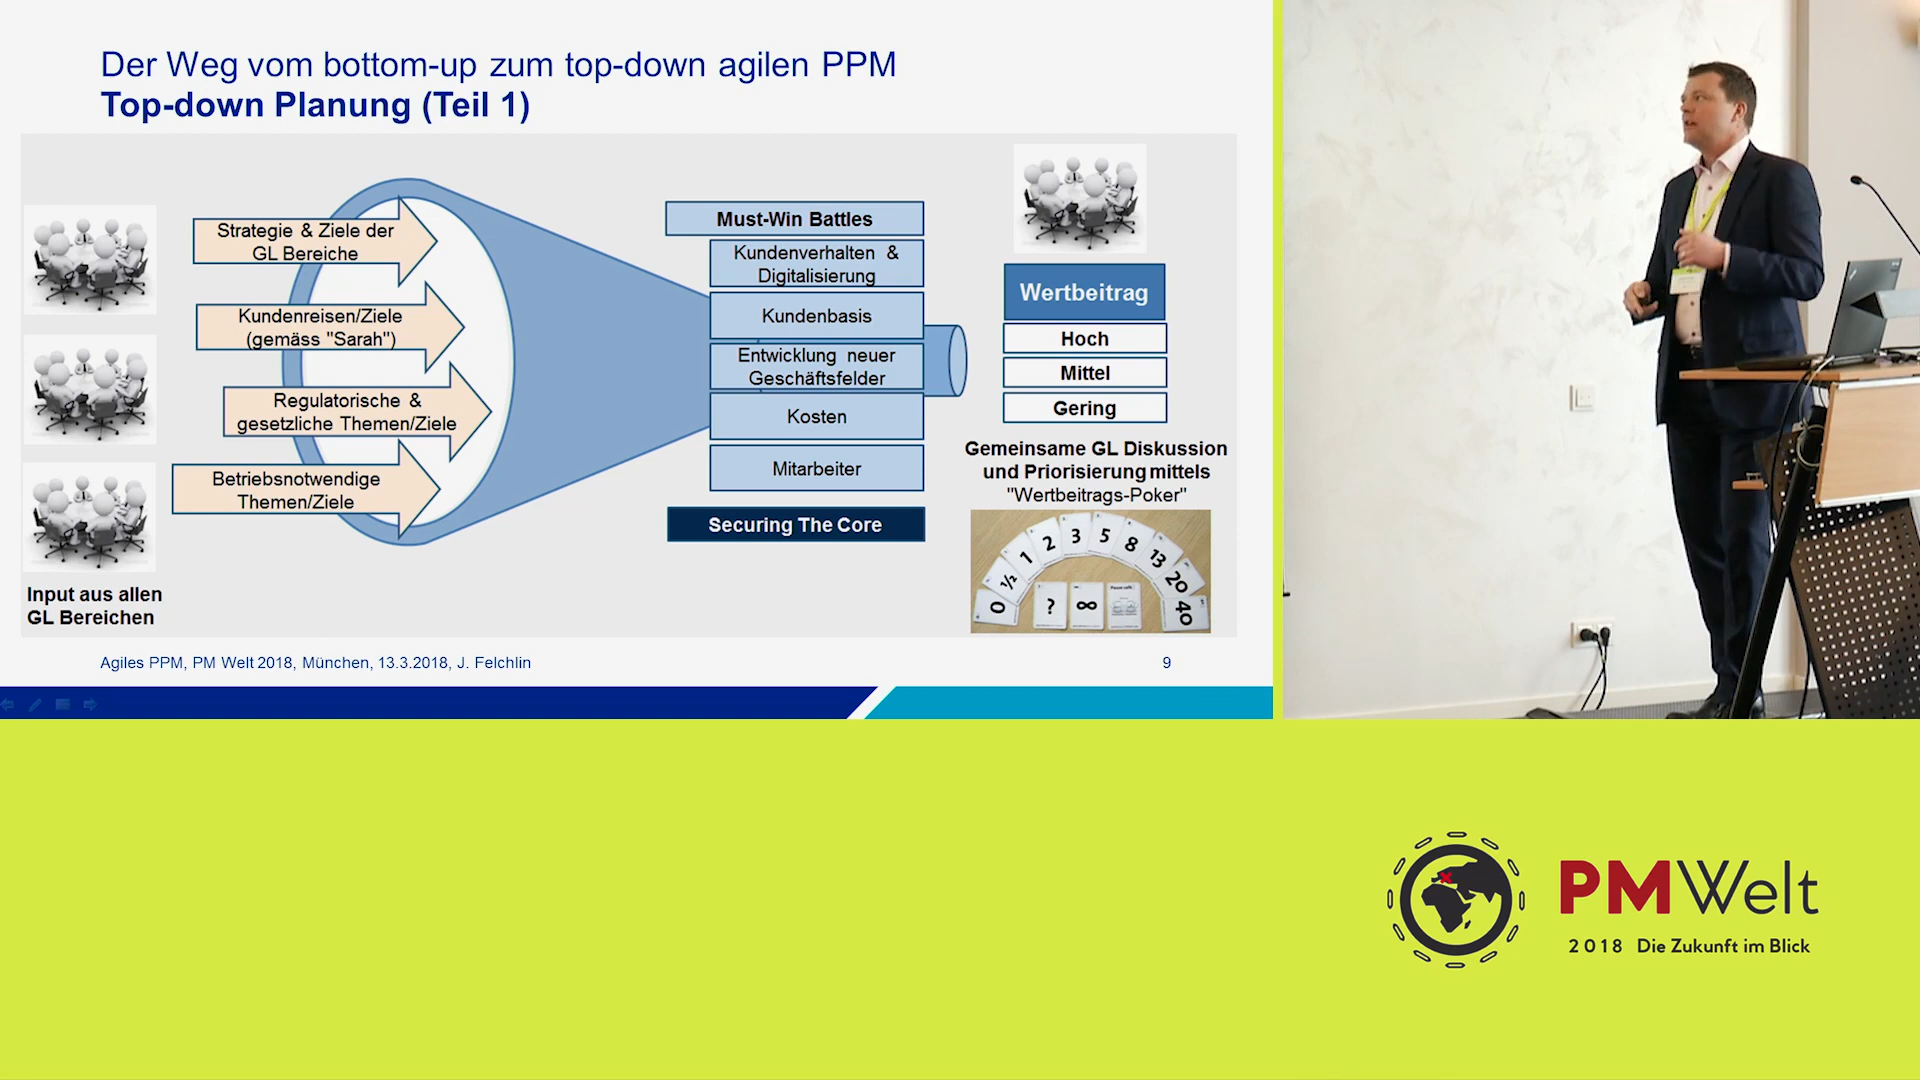 Der Weg vom bottom-up zum top-down agilen PPM
Top-down Planung (Teil 1)
Strategie & Ziele der
GL Bereiche
Kundenreisen/Ziele
(gemäss "Sarah")
Regulatorische &
gesetzliche Themen/Ziele
Betriebsnotwendige
Themen/Ziele
Input aus allen
GL Bereichen
Must-Win Battles
Kundenverhalten &
Digitalisierung
Kundenbasis
Entwicklung neuer
Geschäftsfelder
Kosten
Mitarbeiter
Securing The Core
Wertbeitrag
Hoch
Mittel
Gering
Gemeinsame GL Diskussion
und Priorisierung mittels
"Wertbeitrags-Poker"
0 ½ 1 2 3 5 8 13 20 40
? ∞
Agiles PPM, PM Welt 2018, München, 13.3.2018, J. Felchlin
9
PMWelt
2018 Die Zukunft im Blick